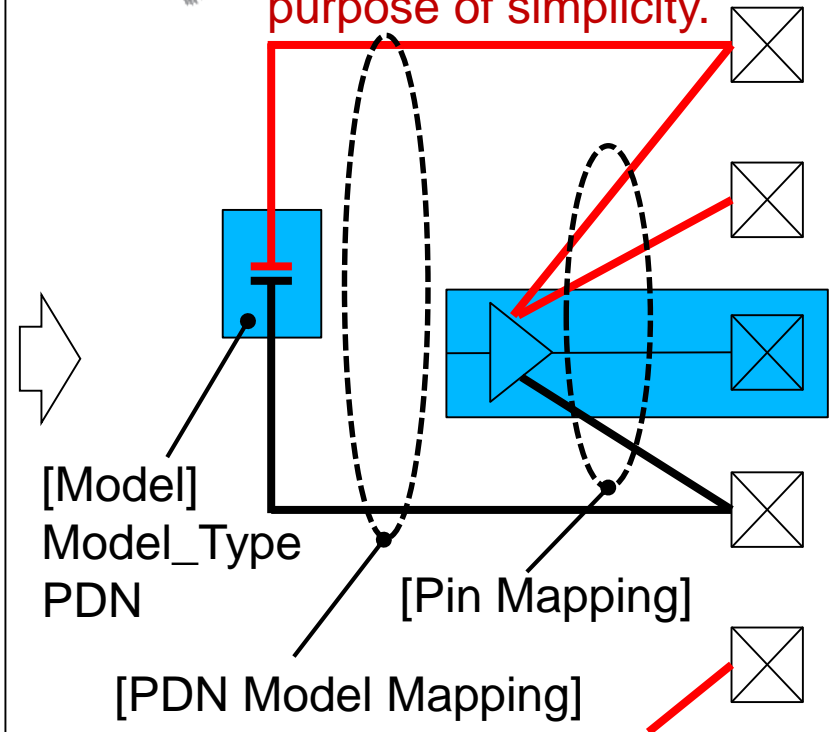 purpose of simplicity.
[Model]
Model_Type
PDN
[Pin Mapping]
[PDN Model Mapping]